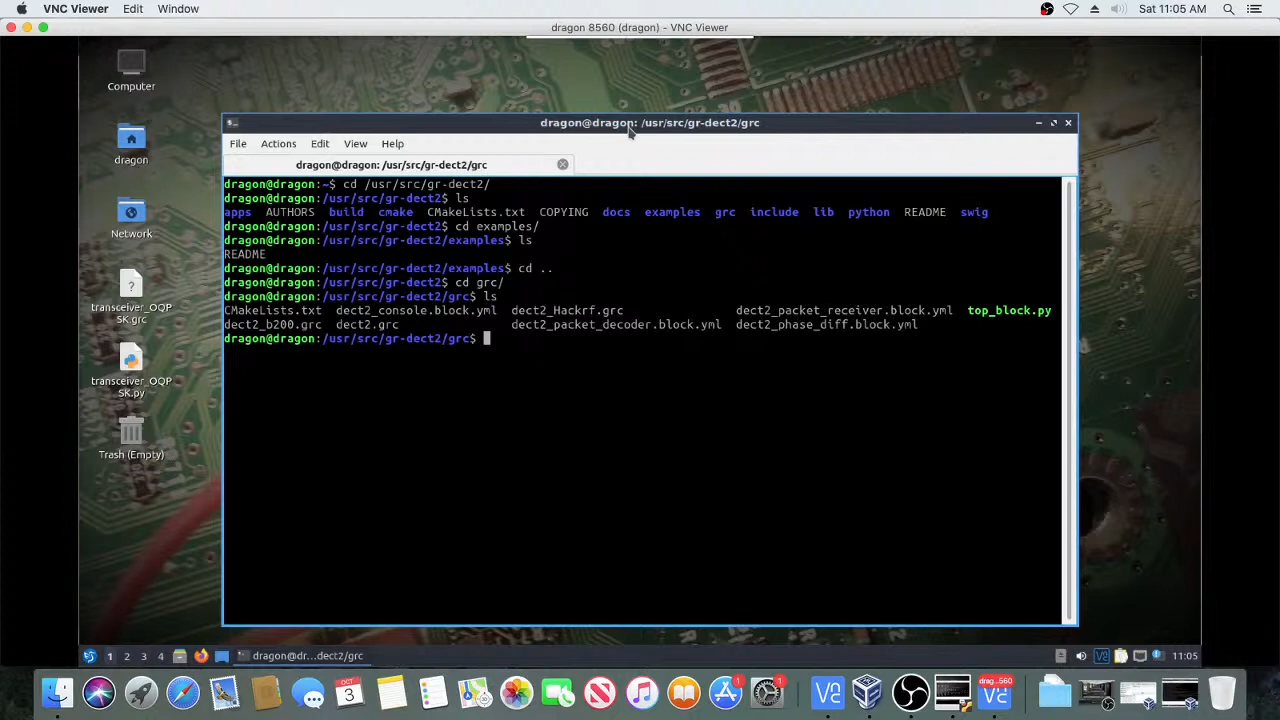 VNC Viewer Edit Window
Sat 11:05 AM
dragon 8560 (dragon) - VNC Viewer
Computer
dragon
Network
transceiver_OQP
SK.grc
transceiver_OQP
SK.py
Trash (Empty)
dragon@dragon: /usr/src/gr-dect2/grc
File Actions Edit View Help
dragon@dragon: /usr/src/gr-dect2/grc
dragon@dragon:~$ cd /usr/src/gr-dect2/
dragon@dragon:/usr/src/gr-dect2$ ls
apps AUTHORS build cmake CMakeLists.txt COPYING docs examples grc include lib python README swig
dragon@dragon:/usr/src/gr-dect2$ cd examples/
dragon@dragon:/usr/src/gr-dect2/examples$ ls
README
dragon@dragon:/usr/src/gr-dect2/examples$ cd ..
dragon@dragon:/usr/src/gr-dect2$ cd grc/
dragon@dragon:/usr/src/gr-dect2/grc$ ls
CMakeLists.txt dect2_console.block.yml dect2_Hackrf.grc dect2_packet_receiver.block.yml top_block.py
dect2_b200.grc dect2.grc dect2_packet_decoder.block.yml dect2_phase_diff.block.yml
dragon@dragon:/usr/src/gr-dect2/grc$
1 2 3 4 dragon@dr...dect2/grc 11:05
OCT
3
1
1
drag...560